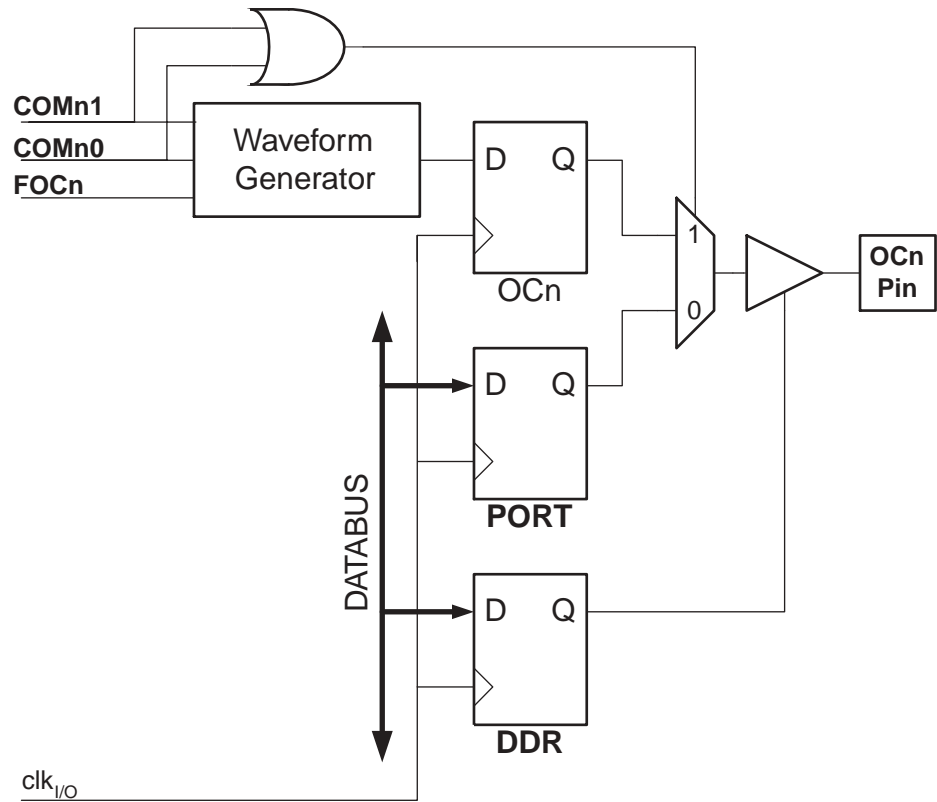 COMn1
COMn0
FOCn
Waveform
Generator
D Q
OCn
1
0
OCn
Pin
D Q
PORT
DATABUS
D Q
DDR
clkI/O